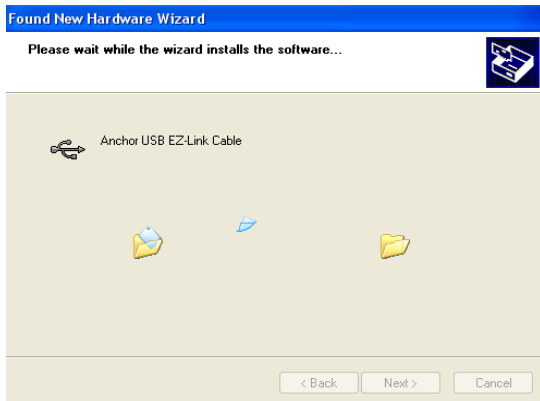 Found New Hardware Wizard
Please wait while the wizard installs the software...
Anchor USB EZ-Link Cable
< Back Next > Cancel